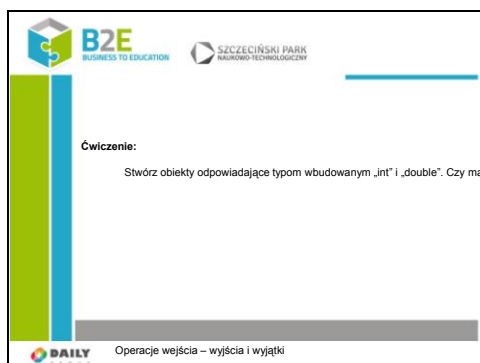 B2E
BUSINESS TO EDUCATION
SZCZECIŃSKI PARK
NAUKOWO-TECHNOLOGICZNY
Ćwiczenie:
Stwórz obiekty odpowiadające typom wbudowanym „int” i „double”. Czy
DAILY
Operacje wejścia – wyjścia i wyjątki